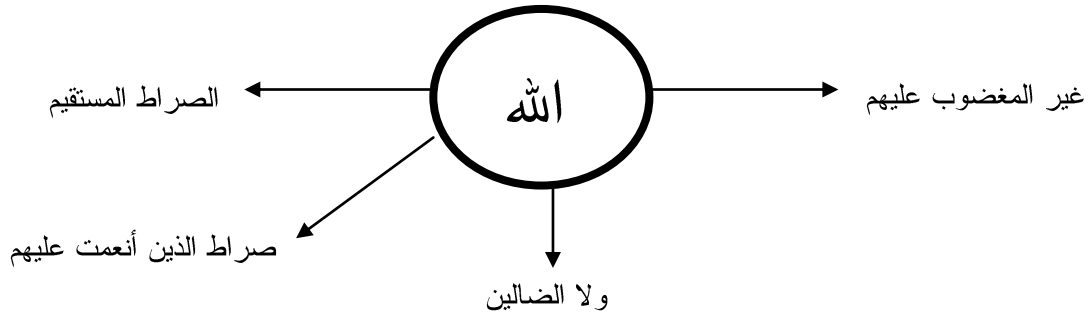 الله
غير المغضوب عليهم
الصراط المستقيم
صراط الذين أنعمت عليهم
ولا الضالين